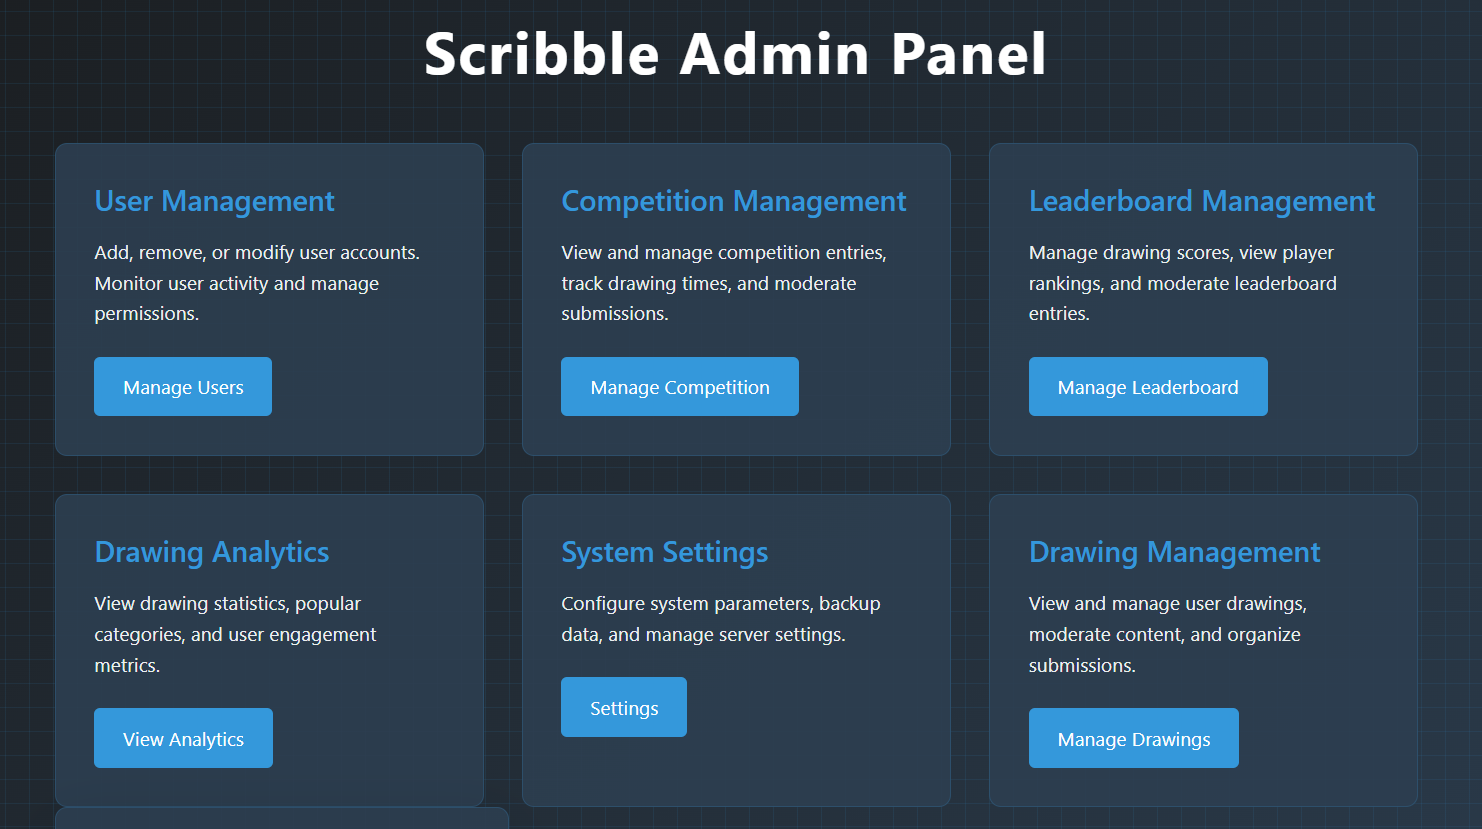 Scribble Admin Panel
User Management
Add, remove, or modify user accounts.
Monitor user activity and manage
permissions.
Manage Users
Competition Management
View and manage competition entries,
track drawing times, and moderate
submissions.
Manage Competition
Leaderboard Management
Manage drawing scores, view player
rankings, and moderate leaderboard
entries.
Manage Leaderboard
Drawing Analytics
View drawing statistics, popular
categories, and user engagement
metrics.
View Analytics
System Settings
Configure system parameters, backup
data, and manage server settings.
Settings
Drawing Management
View and manage user drawings,
moderate content, and organize
submissions.
Manage Drawings